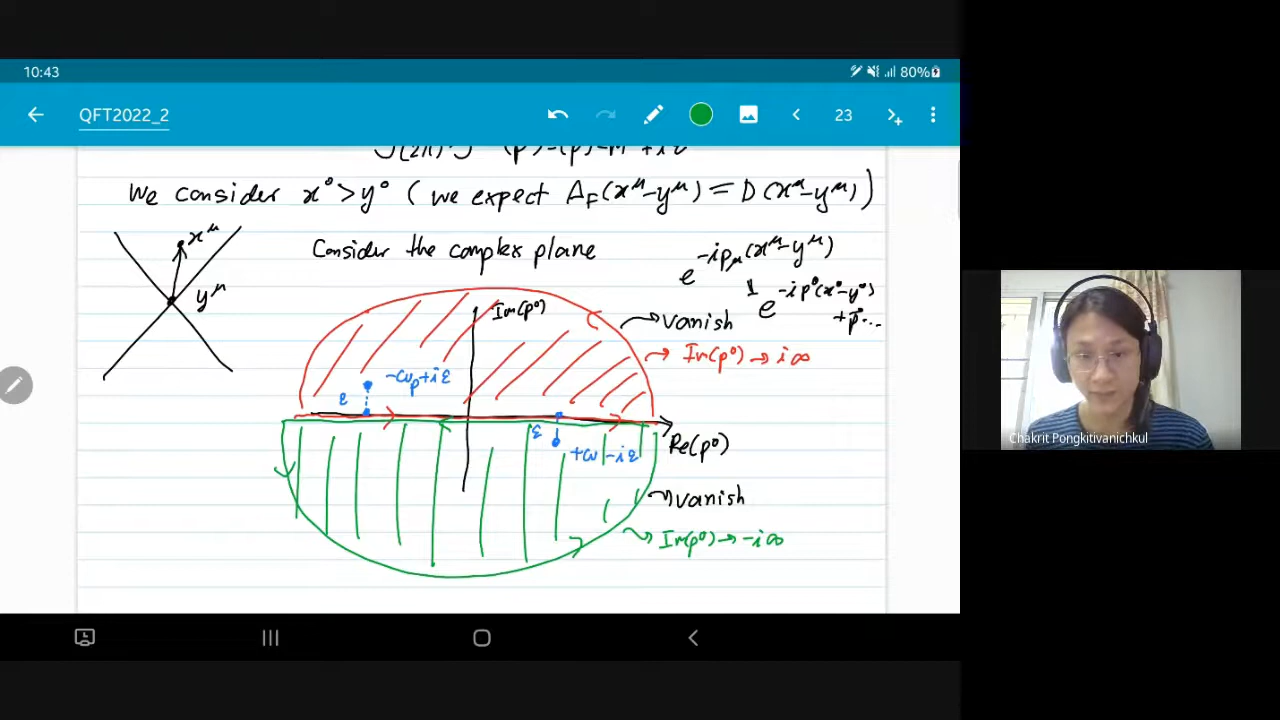 10:43
80%
QFT2022_2
23
We consider x⁰ > y⁰ ( we expect Δ_F(x^μ-y^μ) = D(x^μ-y^μ) )
x^μ
y^μ
Consider the complex plane
e^{-ip_μ(x^μ-y^μ)}
e^{-ip⁰(x⁰-y⁰)
Im(p⁰)
vanish
Im(p⁰) → i∞
-ω_p+iε
ε
Re(p⁰)
ε
+ω -iε
vanish
Im(p⁰) → -i∞
Chakrit Pongkitivanichkul